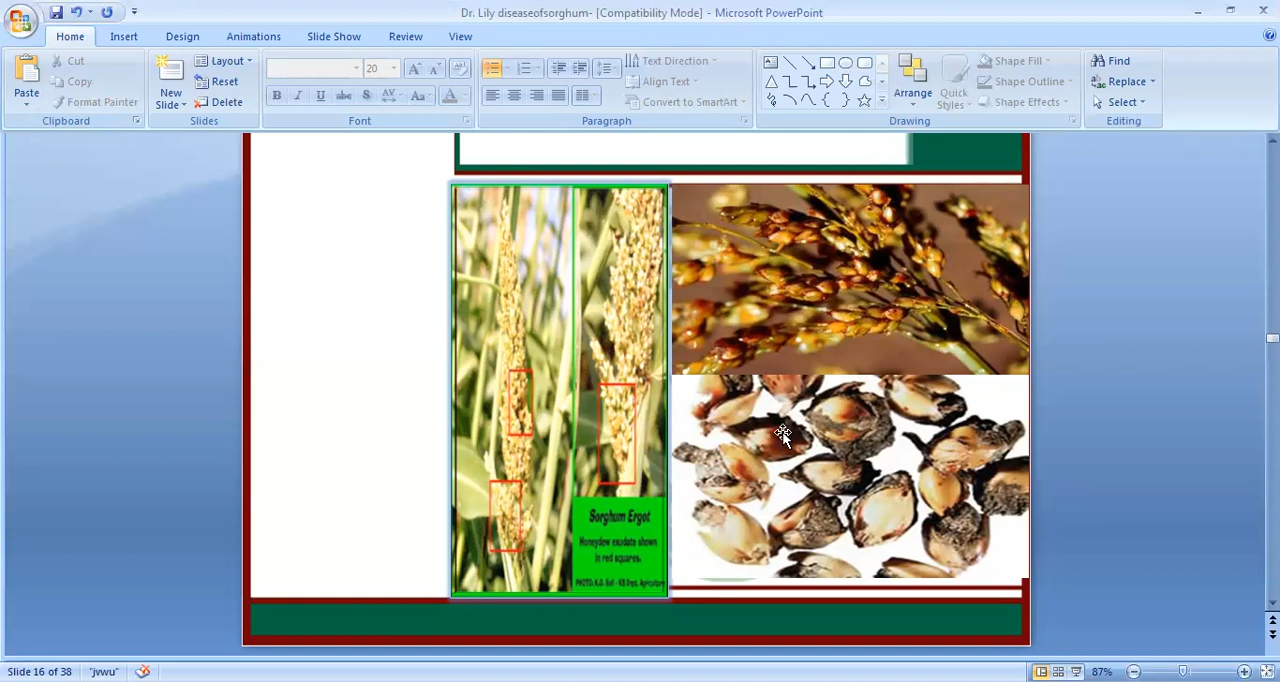 Dr. Lily diseaseofsorghum- [Compatibility Mode] - Microsoft PowerPoint
Home Insert Design Animations Slide Show Review View
Paste
Cut
Copy
Format Painter
Clipboard
New
Slide
Layout
Reset
Delete
Slides
20
B I U abc S AV Aa A
Font
Text Direction
Align Text
Convert to SmartArt
Paragraph
Arrange
Quick
Styles
Shape Fill
Shape Outline
Shape Effects
Drawing
Find
Replace
Select
Editing
Sorghum Ergot
Honeydew exudate shown
in red squares.
Slide 16 of 38 "jvwu" 87%